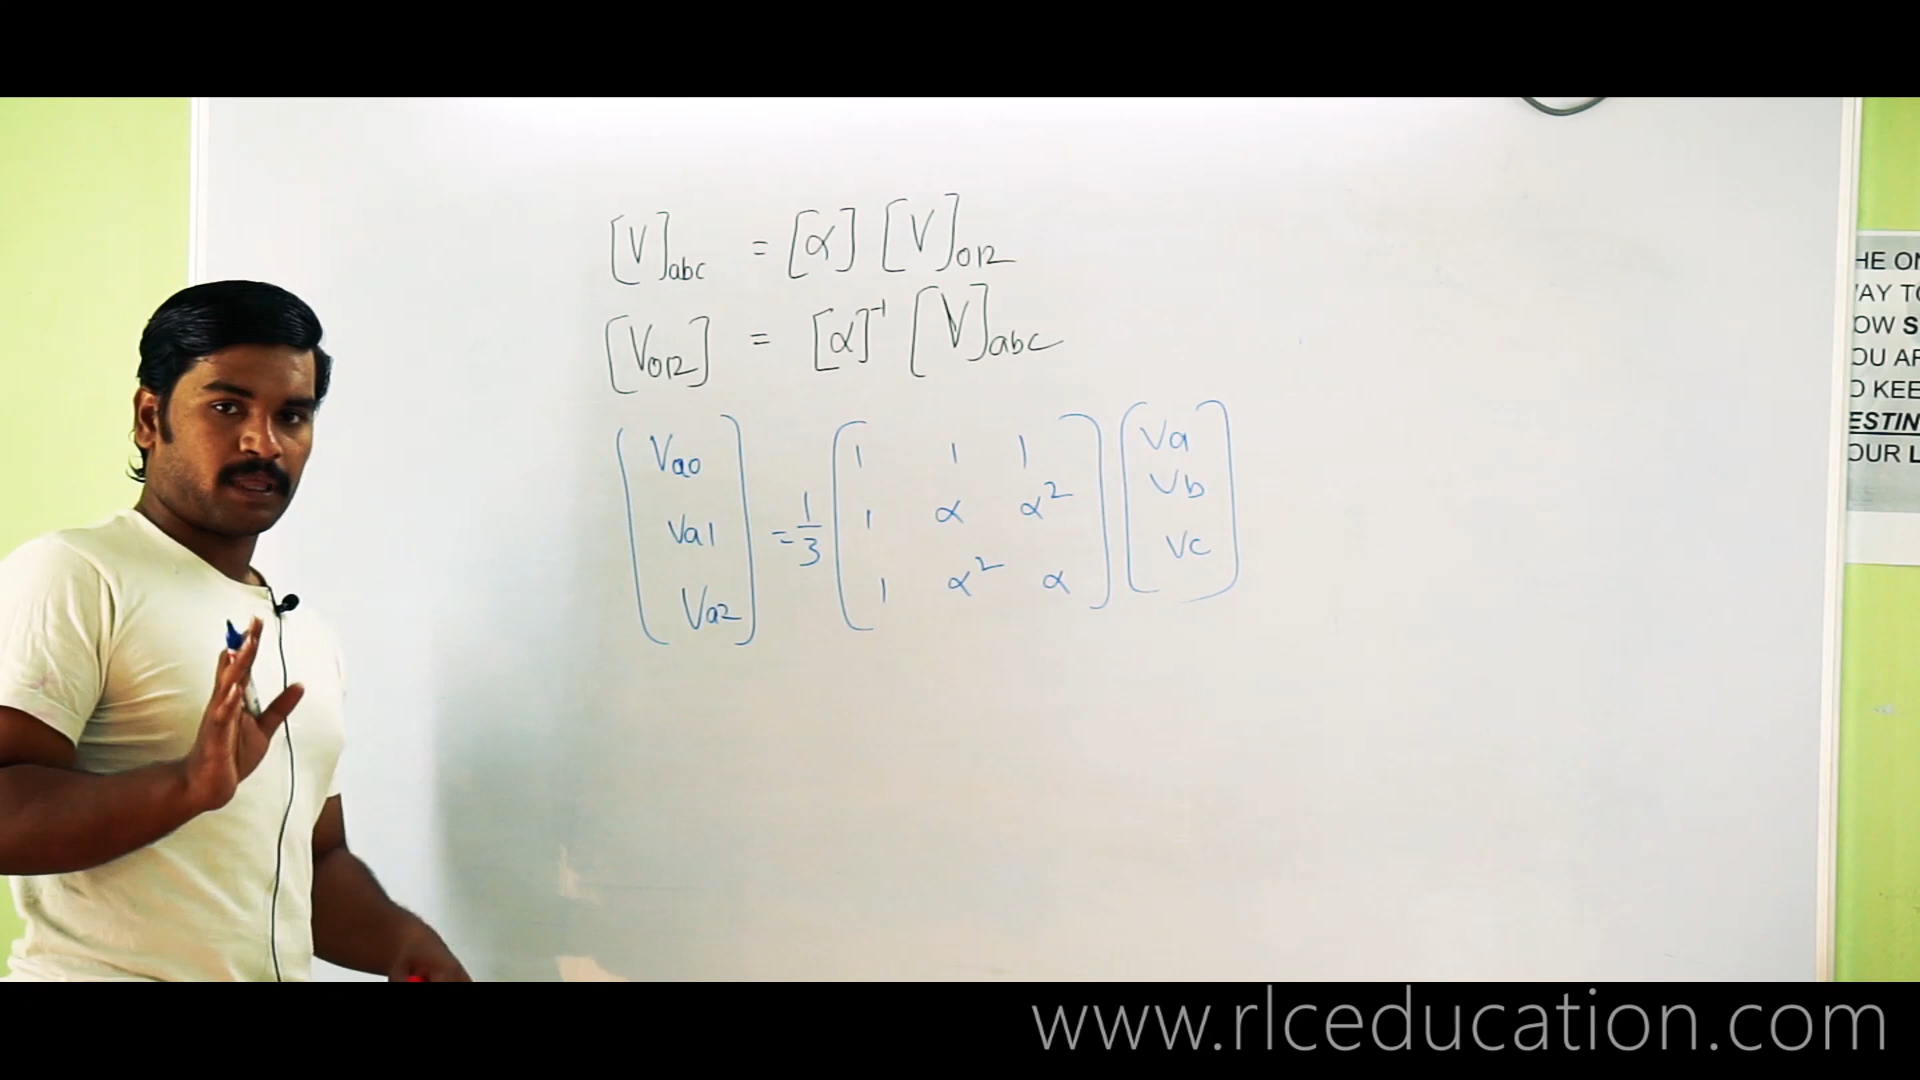 [V]abc = [α] [V]012
[V012] = [α]⁻¹ [V]abc
[Va0 Va1 Va2] = 1/3 [1 1 1; 1 α α²; 1 α² α] [Va Vb Vc]
HE ON
AY TO
OW S
OU AR
O KEE
ESTIN
OUR L
www.rlceducation.com